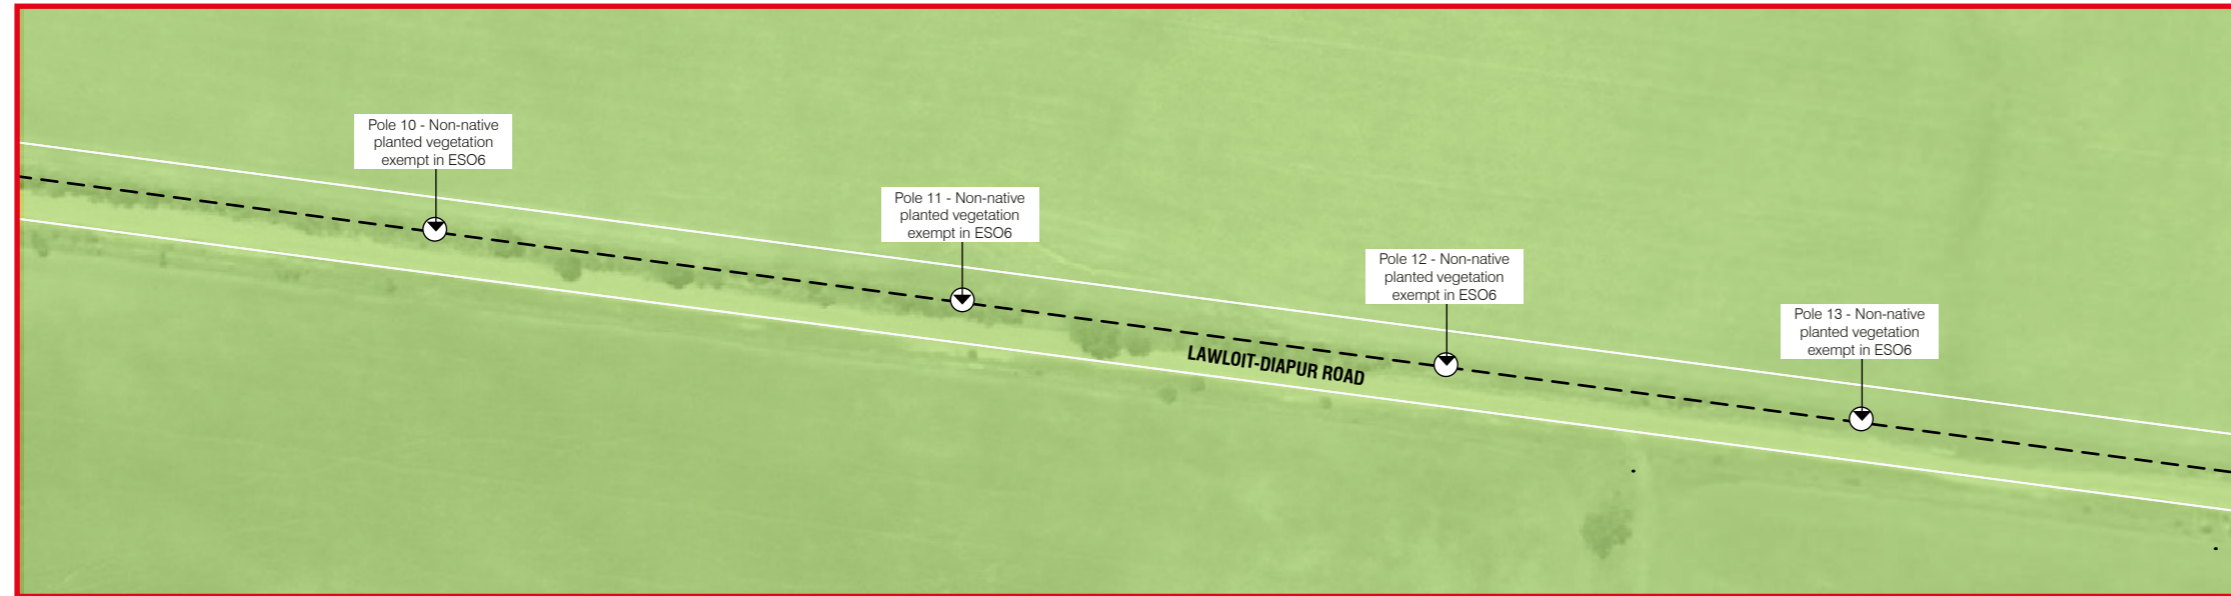 Pole 10 - Non-native
planted vegetation
exempt in ESO6
Pole 11 - Non-native
planted vegetation
exempt in ESO6
Pole 12 - Non-native
planted vegetation
exempt in ESO6
Pole 13 - Non-native
planted vegetation
exempt in ESO6
LAWLOIT-DIAPUR ROAD